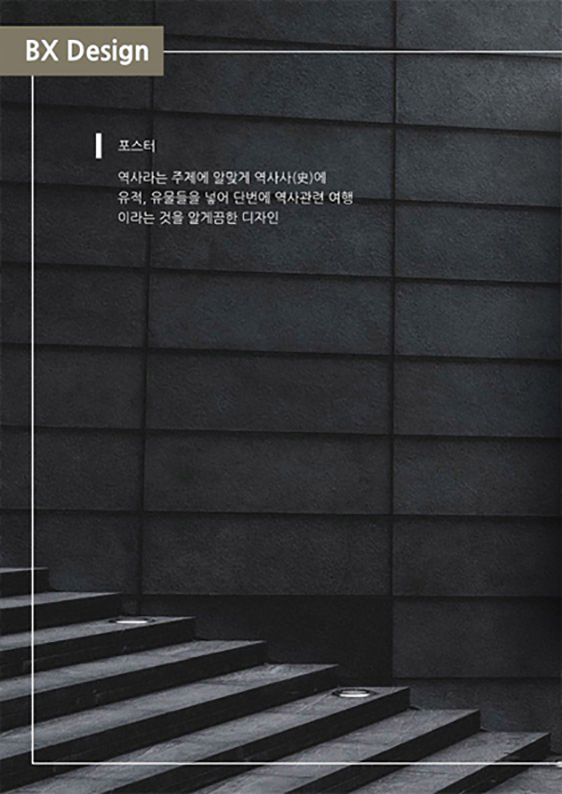 BX Design
포스터
역사라는 주제에 알맞게 역사사(史)에
유적, 유물들을 넣어 단번에 역사관련 여행
이라는 것을 알게끔한 디자인